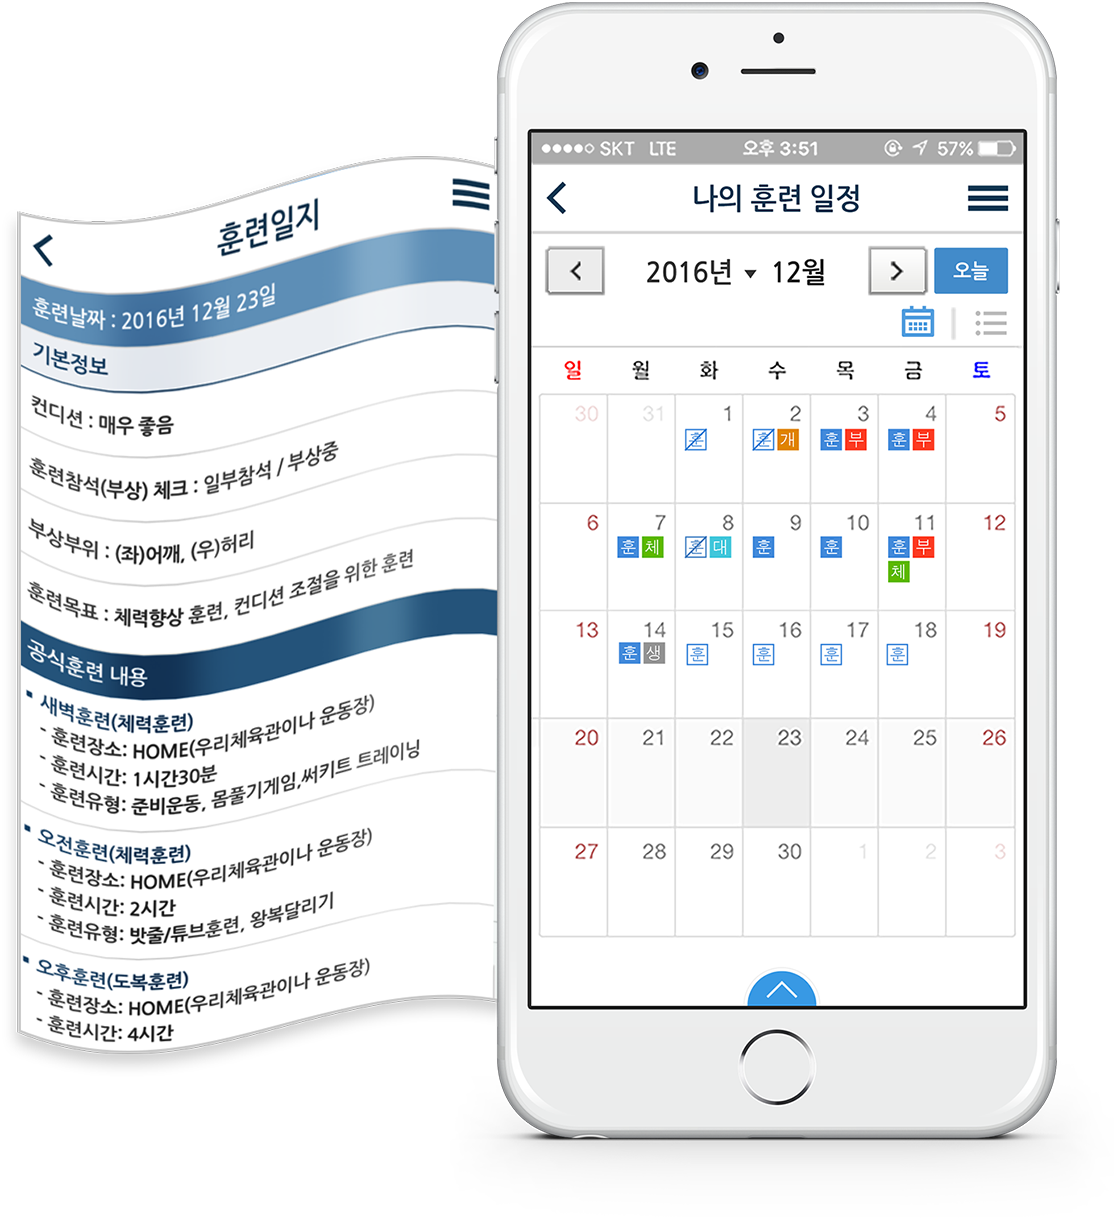 훈련일지
훈련날짜 : 2016년 12월 23일
기본정보
컨디션 : 매우 좋음
훈련참석(부상) 체크 : 일부참석 / 부상중
부상부위 : (좌)어깨, (우)허리
훈련목표 : 체력향상 훈련, 컨디션 조절을 위한 훈련
공식훈련 내용
새벽훈련(체력훈련)
- 훈련장소: HOME(우리체육관이나 운동장)
- 훈련시간: 1시간30분
- 훈련유형: 준비운동, 몸풀기게임,써키트 트레이닝
오전훈련(체력훈련)
- 훈련장소: HOME(우리체육관이나 운동장)
- 훈련시간: 2시간
- 훈련유형: 밧줄/튜브훈련, 왕복달리기
오후훈련(도복훈련)
- 훈련장소: HOME(우리체육관이나 운동장)
- 훈련시간: 4시간
SKT LTE 오후 3:51 57%
나의 훈련 일정
2016년 12월 오늘
일 월 화 수 목 금 토
30 31 1 2 3 4 5
훈 훈 개 훈 부 훈 부
6 7 8 9 10 11 12
훈 체 훈 대 훈 훈 훈 부
체
13 14 15 16 17 18 19
훈 생 훈 훈 훈 훈
20 21 22 23 24 25 26
27 28 29 30 1 2 3